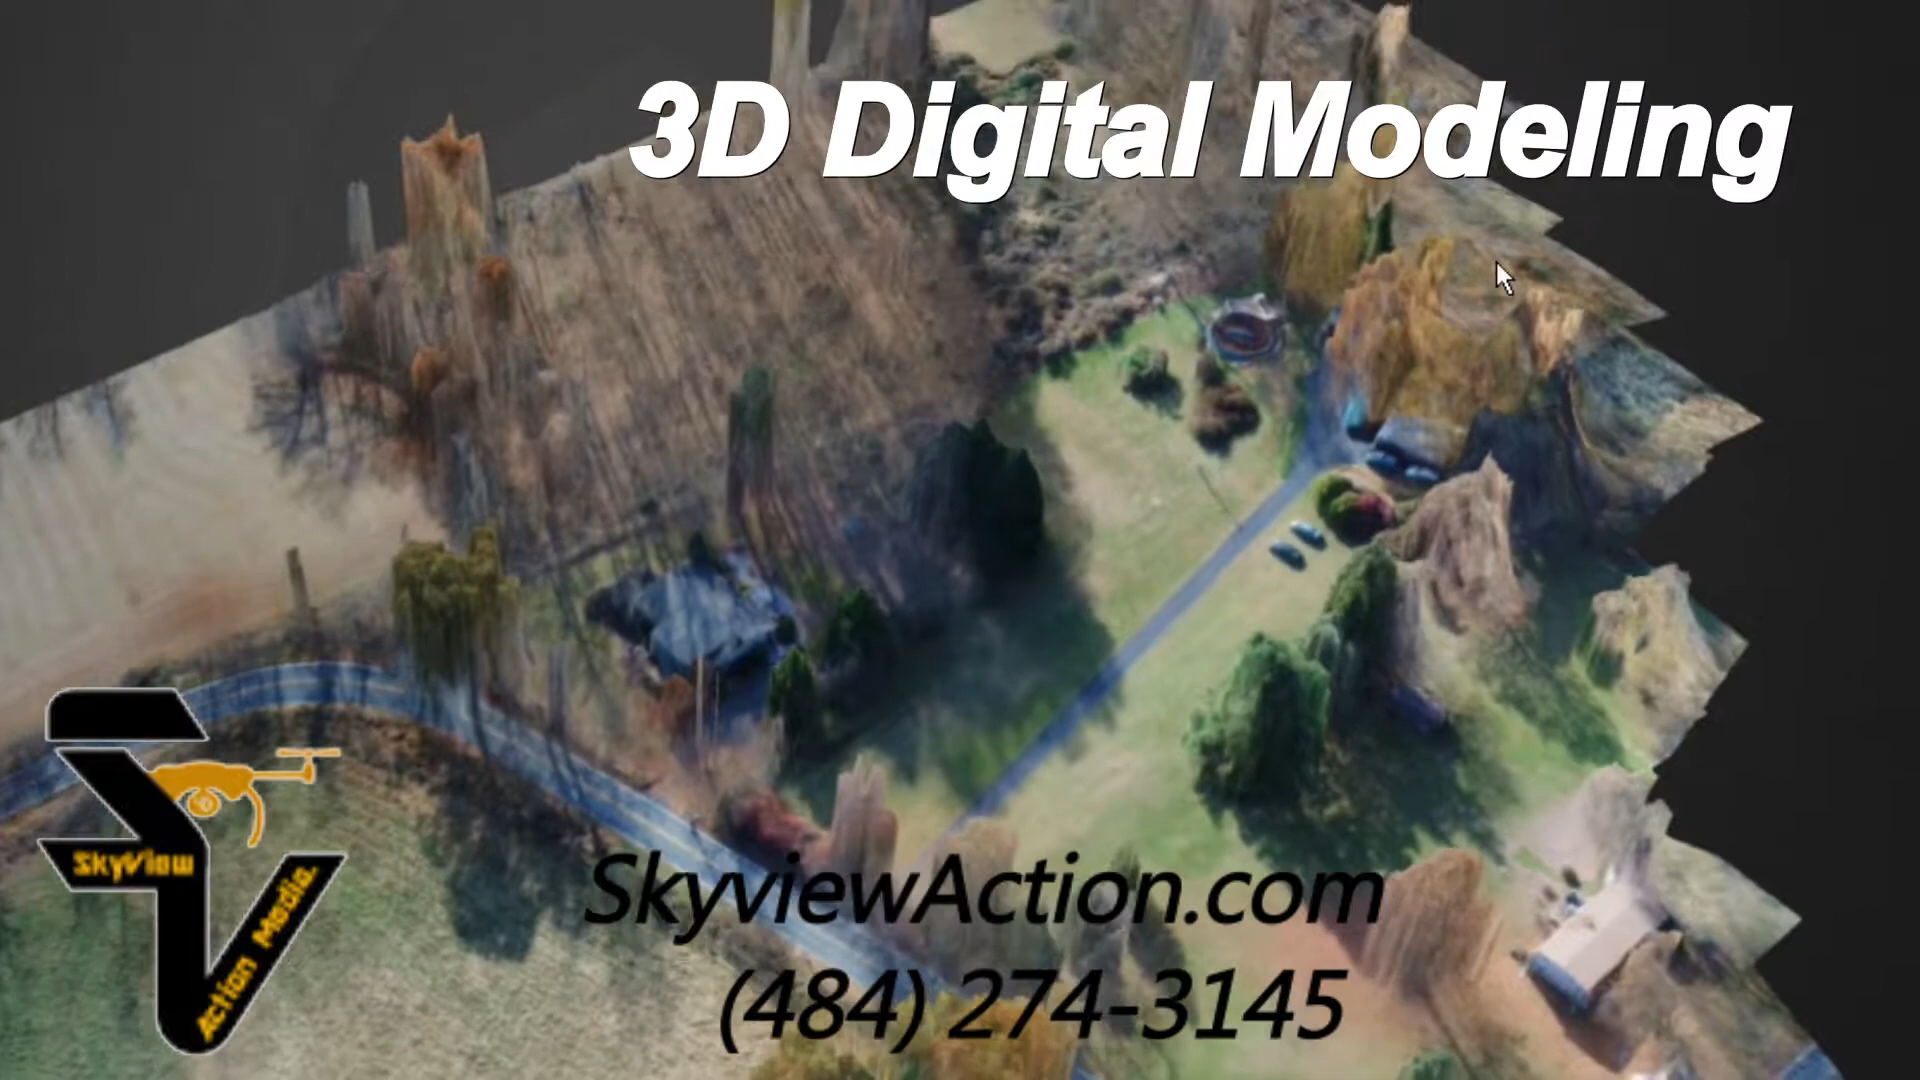 3D Digital Modeling
SkyView
Action Media.
SkyviewAction.com
(484) 274-3145